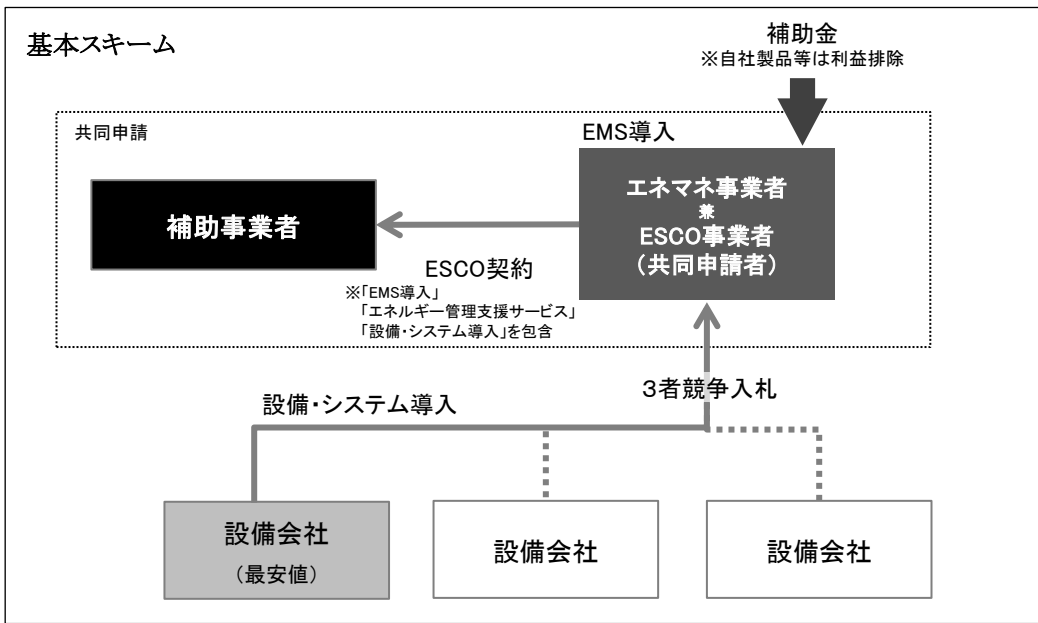 基本スキーム
補助金
※自社製品等は利益排除
共同申請
EMS導入
エネマネ事業者
兼
ESCO事業者
（共同申請者）
補助事業者
ESCO契約
※「EMS導入」
「エネルギー管理支援サービス」
「設備・システム導入」を包含
3者競争入札
設備・システム導入
設備会社
（最安値）
設備会社
設備会社